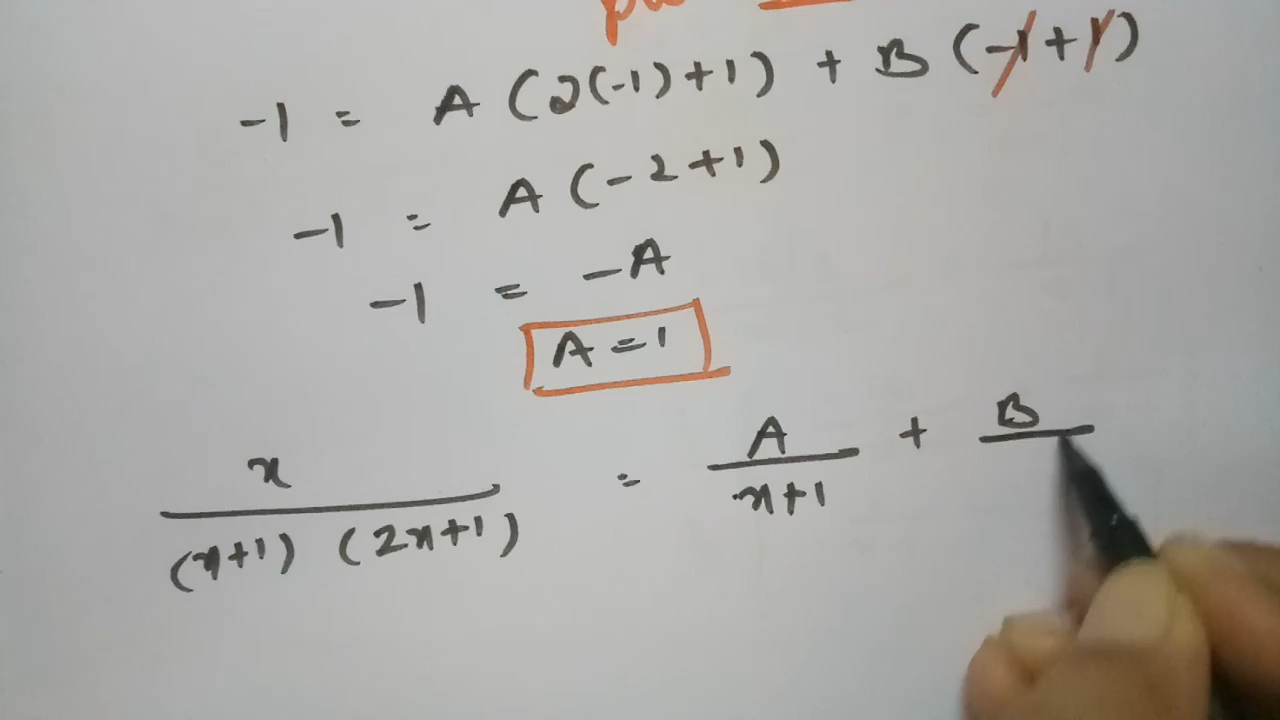 -1 = A (2(-1)+1) + B (-1+1)
-1 = A (-2+1)
-1 = -A
A = 1
x/((x+1) (2x+1)) = A/(x+1) + B